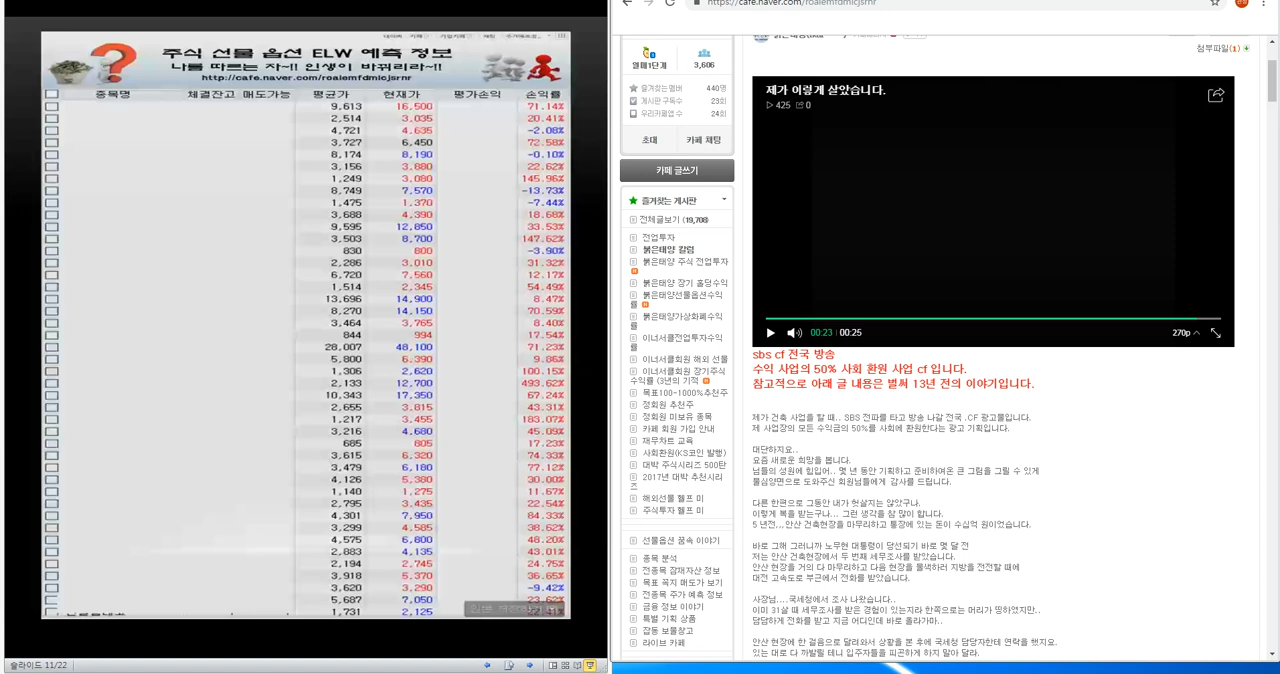 주식 선물 옵션 ELW 예측 정보
나를 따르는 자~!! 인생이 바뀌리라~!!
http://cafe.naver.com/roalemfdmlcjsrnr
종목명 체결잔고 매도가능 평균가 현재가 평가손익 손익률
9,613 16,500 71.14%
2,514 3,035 20.41%
4,721 4,635 -2.08%
3,727 6,450 72.58%
8,174 8,190 -0.10%
3,156 3,880 22.62%
1,249 3,080 145.96%
8,749 7,570 -13.73%
1,475 1,370 -7.44%
3,688 4,390 18.68%
9,595 12,850 33.53%
3,503 8,700 147.62%
830 800 -3.90%
2,286 3,010 31.32%
6,720 7,560 12.17%
1,514 2,345 54.49%
13,696 14,900 8.47%
8,270 14,150 70.59%
3,464 3,765 8.40%
844 994 17.54%
28,007 48,100 71.23%
5,800 6,390 9.86%
1,306 2,620 100.15%
2,133 12,700 493.62%
10,343 17,350 67.24%
2,655 3,815 43.31%
1,217 3,455 183.07%
3,216 4,680 45.09%
685 805 17.23%
3,615 6,320 74.33%
3,479 6,180 77.12%
4,126 5,380 30.00%
1,140 1,275 11.67%
2,795 3,435 22.54%
4,301 7,950 84.33%
3,299 4,585 38.62%
4,575 6,800 48.20%
2,883 4,135 43.01%
2,194 2,745 24.75%
3,918 5,370 36.65%
3,620 3,290 -9.42%
5,687 7,050 23.62%
1,731 2,125
슬라이드 11/22
https://cafe.naver.com/roalemfdmlcjsrnr
첨부파일(1)
열매1단계 3,606
즐겨찾는멤버 440명
게시판 구독수 23회
우리카페앱 수 24회
초대 카페 채팅
카페 글쓰기
즐겨찾는 게시판
전체글보기 (19,708)
전업투자
붉은태양 칼럼
붉은태양 주식 전업투자
붉은태양 장기 홀딩수익
붉은태양선물옵션수익
률
붉은태양가상화폐수익
률
이너서클전업투자수익
률
이너서클회원 해외 선물
이너서클회원 장기주식
수익률 (3년의 기적
목표100-1000%추천주
정회원 추천주
정회원 미보유 종목
카페 회원 가입 안내
재무차트 교육
사회환원(KS코인 발행)
대박 주식시리즈 500탄
2017년 대박 추천시리
즈
해외선물 헬프 미
주식투자 헬프 미
선물옵션 꿈속 이야기
종목 분석
전종목 잠재자산 정보
목표 쪽지 매도가 보기
전종목 주가 예측 정보
금융 정보 이야기
특별 기획 상품
잡동 보물창고
라이브 카페
제가 이렇게 살았습니다.
425 0
00:23 00:25
270p
sbs cf 전국 방송
수익 사업의 50% 사회 환원 사업 cf 입니다.
참고적으로 아래 글 내용은 벌써 13년 전의 이야기입니다.
제가 건축 사업을 할 때.. SBS 전파를 타고 방송 나갈 전국 .CF 광고물입니다.
제 사업장의 모든 수익금의 50%를 사회에 환원한다는 광고 기획입니다.
대단하지요..
요즘 새로운 희망을 봅니다.
님들의 성원에 힘입어.. 몇 년 동안 기획하고 준비하여온 큰 그림을 그릴 수 있게
물심양면으로 도와주신 회원님들에게 감사를 드립니다.
다른 한편으로 그동안 내가 헛살지는 않았구나.
이렇게 복을 받는구나... 그런 생각을 참 많이 합니다.
5 년전...안산 건축현장을 마무리하고 통장에 있는 돈이 수십억 원이었습니다.
바로 그해 그러니까 노무현 대통령이 당선되기 바로 몇 달 전
저는 안산 건축현장에서 두 번째 세무조사를 받았습니다.
안산 현장을 거의 다 마무리하고 다음 현장을 물색하러 지방을 전전할 때에
대전 고속도로 부근에서 전화를 받았습니다.
사장님....국세청에서 조사 나왔습니다..
이미 31살 때 세무조사를 받은 경험이 있는지라 한쪽으로는 머리가 띵하였지만..
담담하게 전화를 받고 지금 어디인데 바로 올라가마..
안산 현장에 한 걸음으로 달려와서 상황을 본 후에 국세청 담당자한테 연락을 했지요.
있는 대로 다 까발릴 테니 입주자들을 피곤하게 하지 말아 달라.